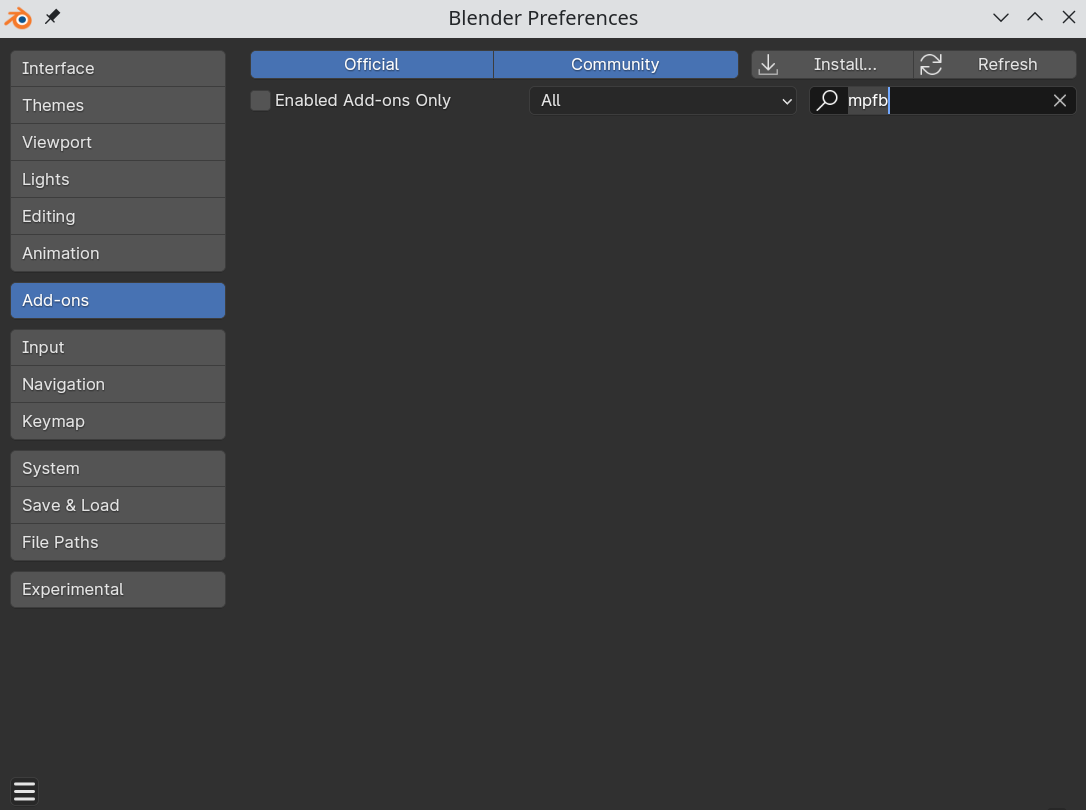 Blender Preferences
Interface
Themes
Viewport
Lights
Editing
Animation
Add-ons
Input
Navigation
Keymap
System
Save & Load
File Paths
Experimental
Official Community Install... Refresh
Enabled Add-ons Only All mpfb